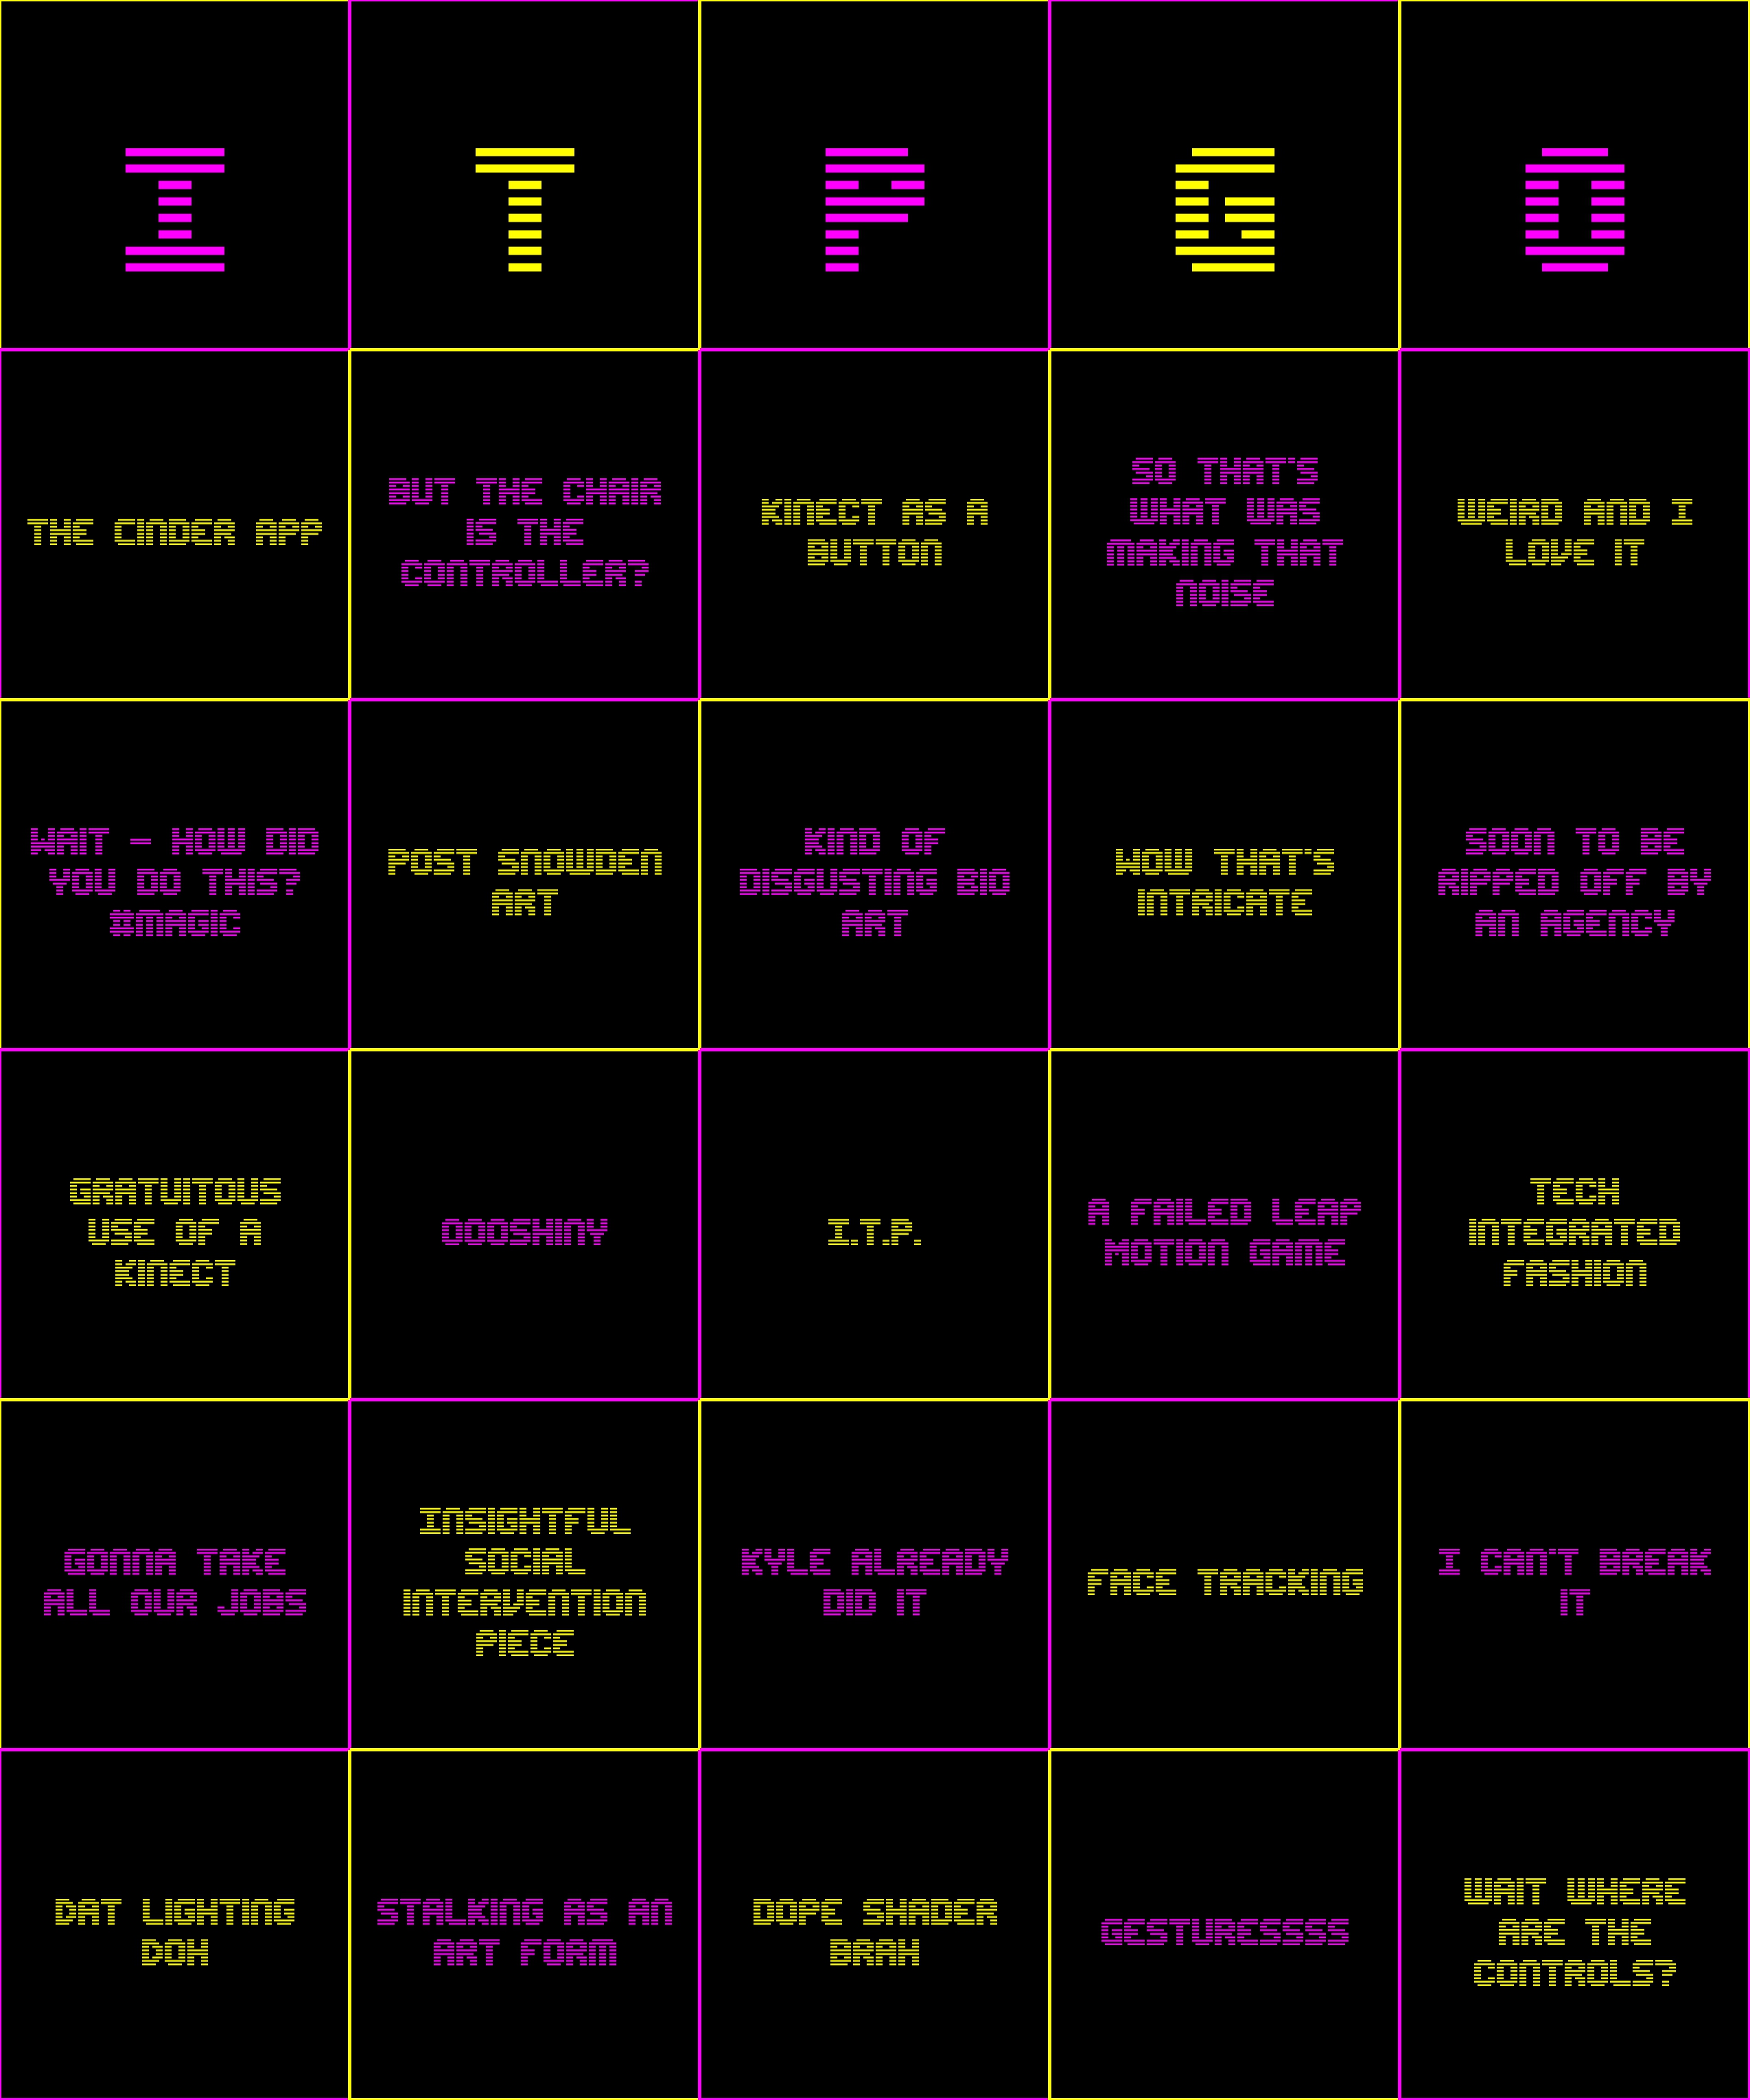 I
T
P
G
O
THE CINDER APP
BUT THE CHAIR
IS THE
CONTROLLER?
KINECT AS A
BUTTON
SO THAT'S
WHAT WAS
MAKING THAT
NOISE
WEIRD AND I
LOVE IT
WAIT - HOW DID
YOU DO THIS?
#MAGIC
POST SNOWDEN
ART
KIND OF
DISGUSTING BIO
ART
WOW THAT'S
INTRICATE
SOON TO BE
RIPPED OFF BY
AN AGENCY
GRATUITOUS
USE OF A
KINECT
OOOSHINY
I.T.P.
A FAILED LEAP
MOTION GAME
TECH
INTEGRATED
FASHION
GONNA TAKE
ALL OUR JOBS
INSIGHTFUL
SOCIAL
INTERVENTION
PIECE
KYLE ALREADY
DID IT
FACE TRACKING
I CAN'T BREAK
IT
DAT LIGHTING
DOH
STALKING AS AN
ART FORM
DOPE SHADER
BRAH
GESTURESSSS
WAIT WHERE
ARE THE
CONTROLS?